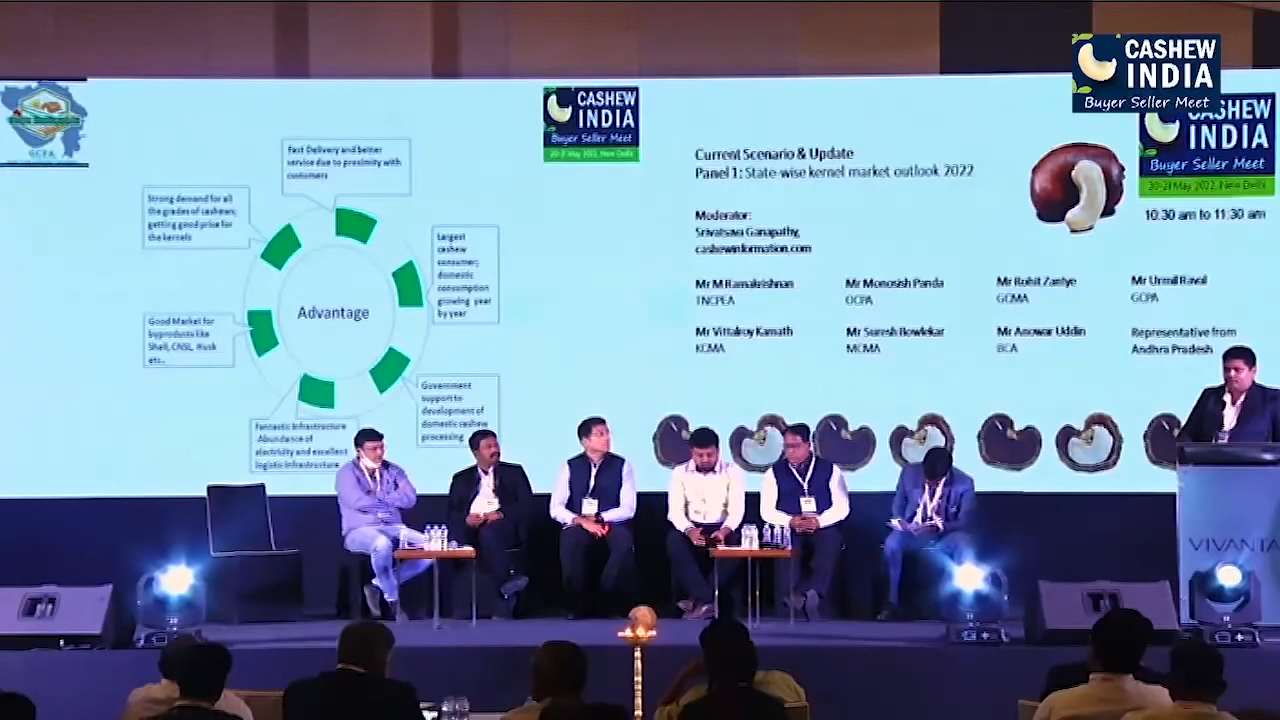 CASHEW
INDIA
Buyer Seller Meet
GCPA
CASHEW
INDIA
Buyer Seller Meet
20-21 May 2022, New Delhi
CASHEW
INDIA
Buyer Seller Meet
20-21 May 2022, New Delhi
10:30 am to 11:30 am
Fast Delivery and better
service due to proximity with
customers
Strong demand for all
the grades of cashews;
getting good price for
the kernels
Largest
cashew
consumer;
domestic
consumption
growing year
by year
Advantage
Good Market for
byproducts like
Shell, CNSL, Husk
etc..
Government
support to
development of
domestic cashew
processing
Fantastic Infrastructure
-Abundance of
electricity and excellent
logistic infrastructure
Current Scenario & Update
Panel 1: State-wise kernel market outlook 2022
Moderator:
Srivatsava Ganapathy,
cashewinformation.com
Mr M Ramakrishnan
TNCPEA
Mr Monosish Panda
OCPA
Mr Rohit Zantye
GCMA
Mr Urmil Raval
GCPA
Mr Vittalroy Kamath
KCMA
Mr Suresh Bowlekar
MCMA
Mr Anowar Uddin
BCA
Representative from
Andhra Pradesh
VIVANTA